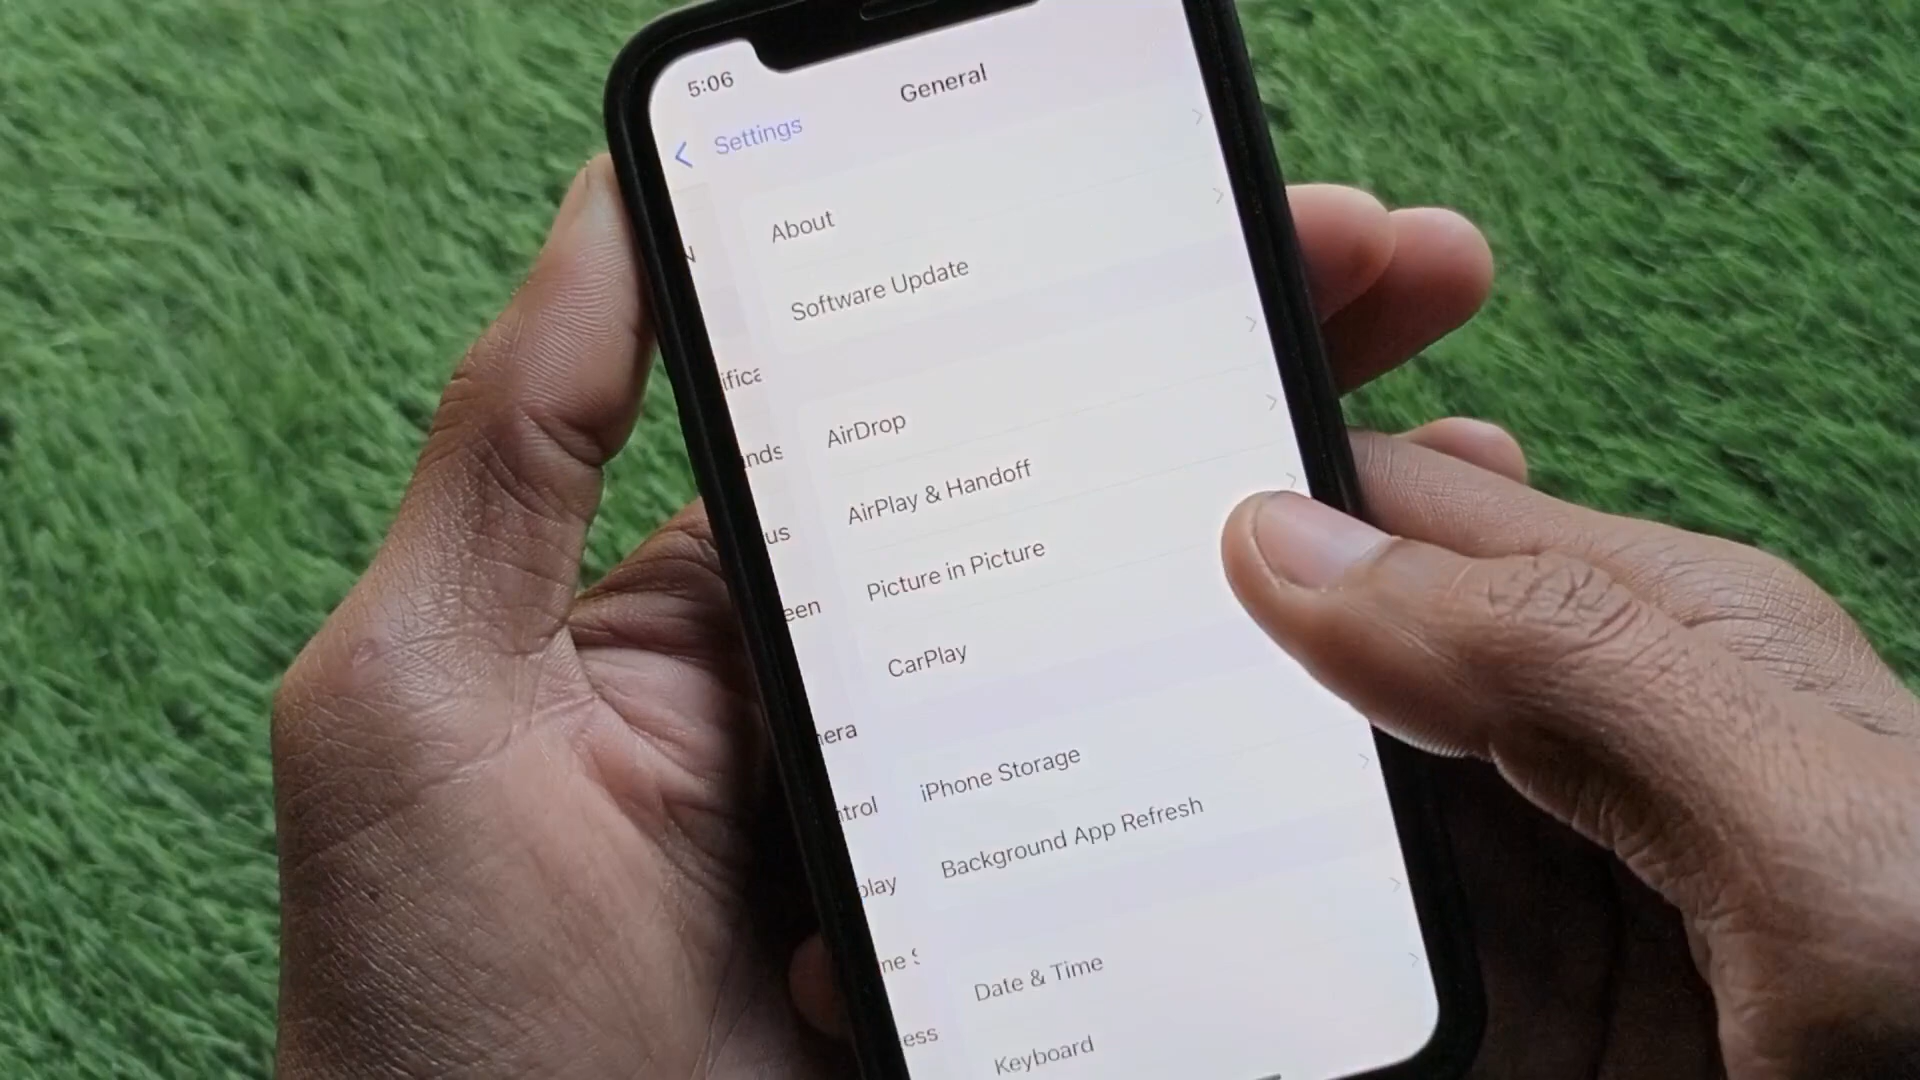 5:06
General
Settings
About
Software Update
AirDrop
AirPlay & Handoff
Picture in Picture
CarPlay
iPhone Storage
Background App Refresh
Date & Time
Keyboard